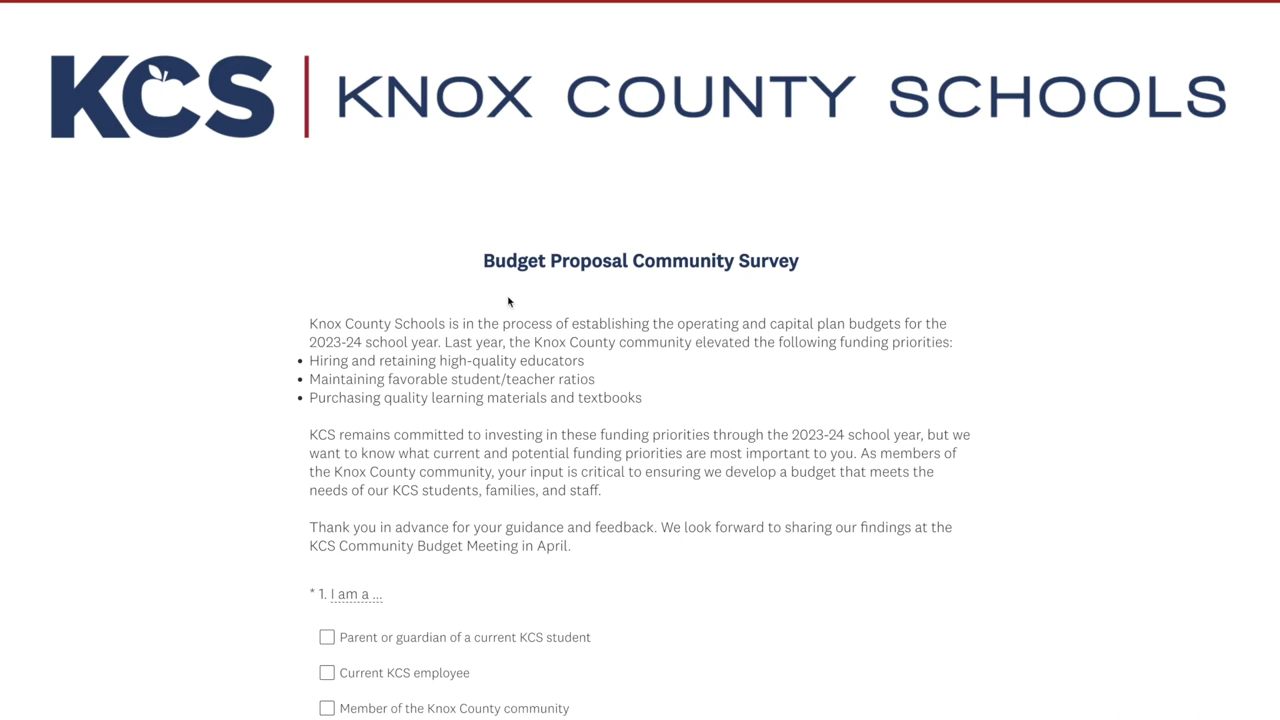 KCS | KNOX COUNTY SCHOOLS
Budget Proposal Community Survey
Knox County Schools is in the process of establishing the operating and capital plan budgets for the
2023-24 school year. Last year, the Knox County community elevated the following funding priorities:
• Hiring and retaining high-quality educators
• Maintaining favorable student/teacher ratios
• Purchasing quality learning materials and textbooks
KCS remains committed to investing in these funding priorities through the 2023-24 school year, but we
want to know what current and potential funding priorities are most important to you. As members of
the Knox County community, your input is critical to ensuring we develop a budget that meets the
needs of our KCS students, families, and staff.
Thank you in advance for your guidance and feedback. We look forward to sharing our findings at the
KCS Community Budget Meeting in April.
* 1. I am a ...
Parent or guardian of a current KCS student
Current KCS employee
Member of the Knox County community